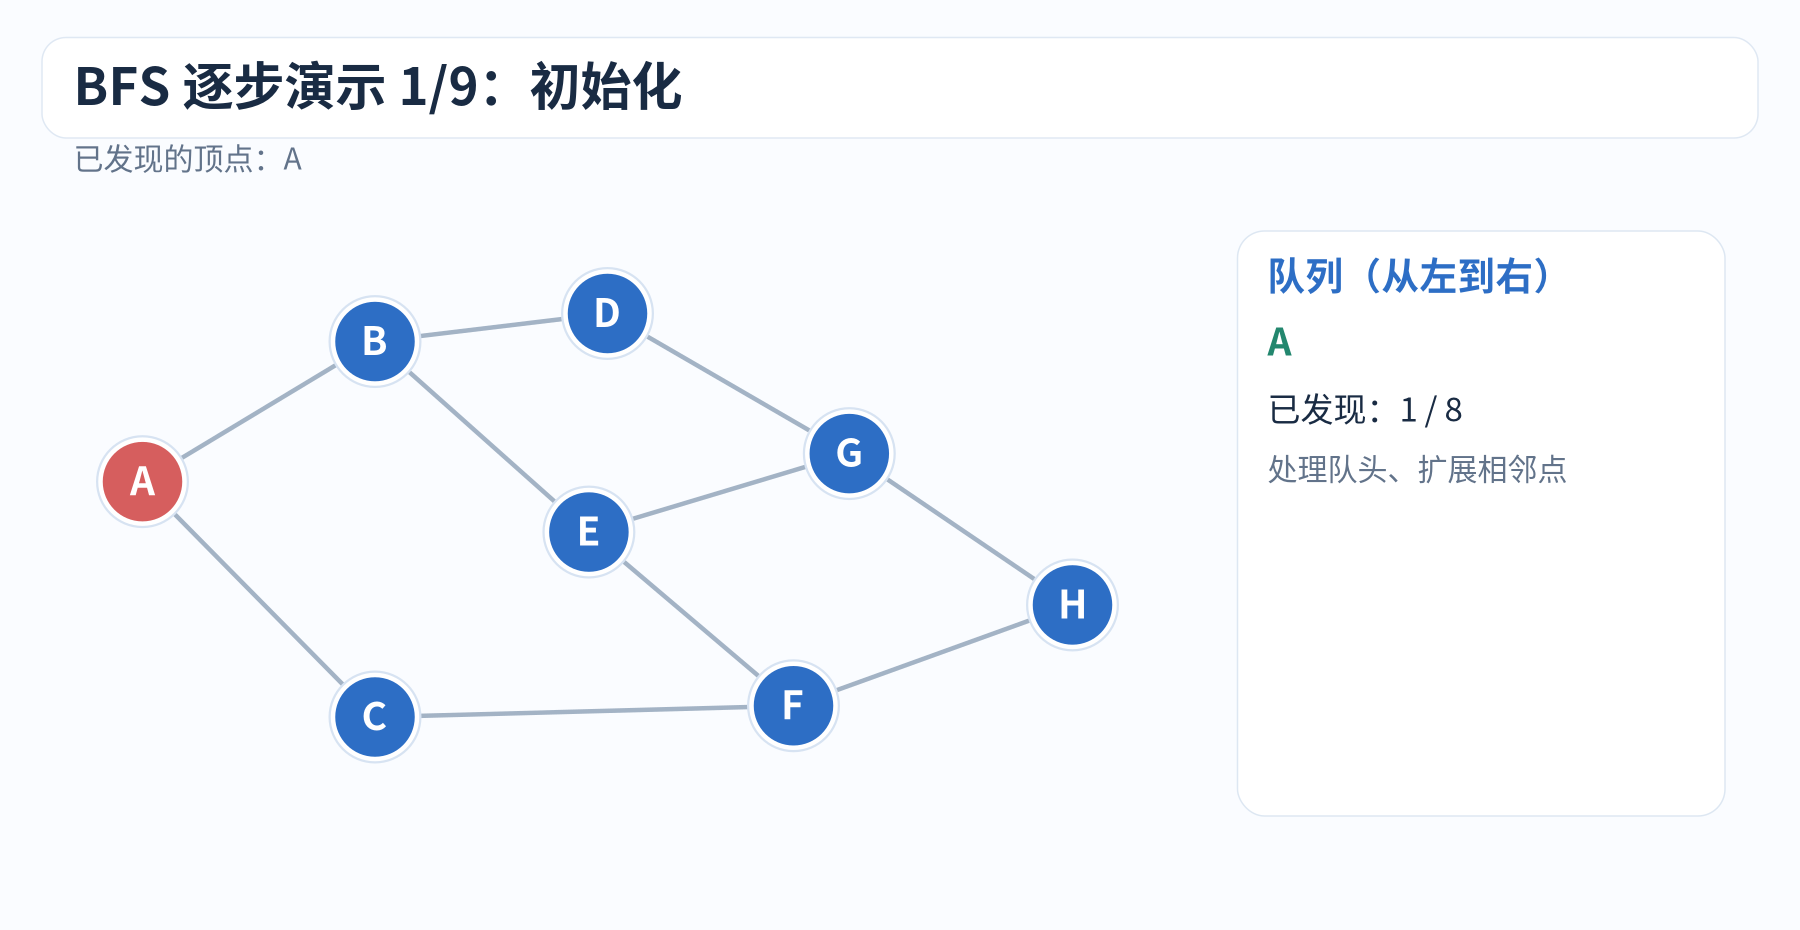 BFS 逐步演示 1/9：初始化
已发现的顶点：A
队列（从左到右）
A
已发现：1 / 8
处理队头、扩展相邻点
D
B
G
A
E
H
F
C